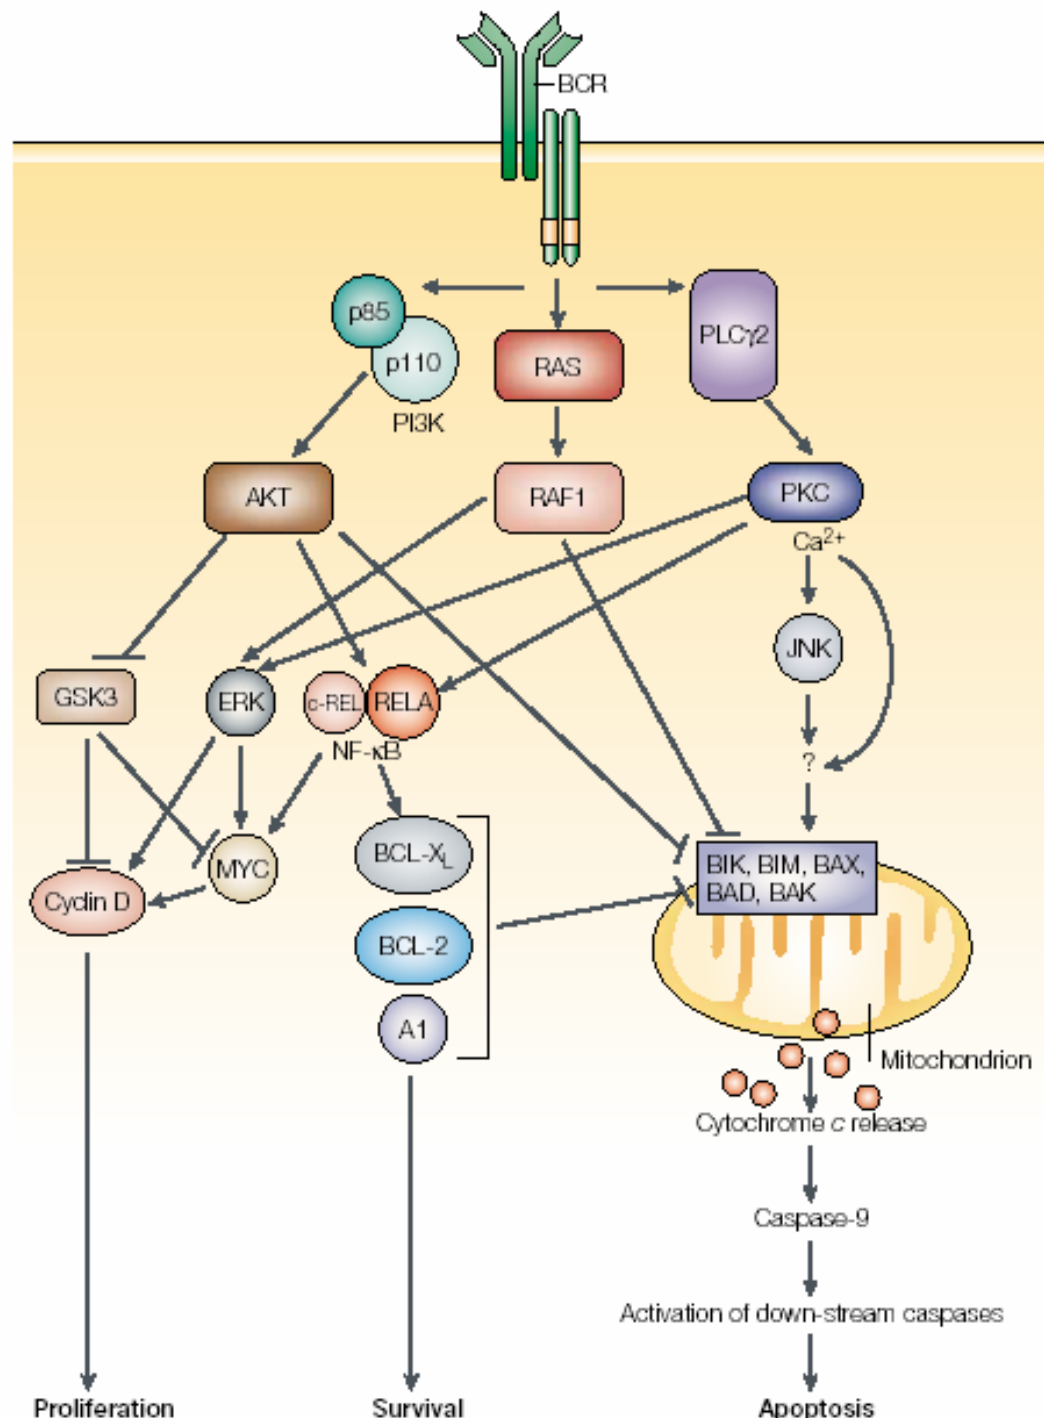 BCR
p85
p110
PI3K
RAS
PLCγ2
AKT
RAF1
PKC
Ca²⁺
JNK
GSK3
ERK
c-REL
RELA
NF-κB
?
BCL-XL
BIK, BIM, BAX,
BAD, BAK
MYC
Cyclin D
BCL-2
A1
Mitochondrion
Cytochrome c release
Caspase-9
Activation of down-stream caspases
Proliferation
Survival
Apoptosis